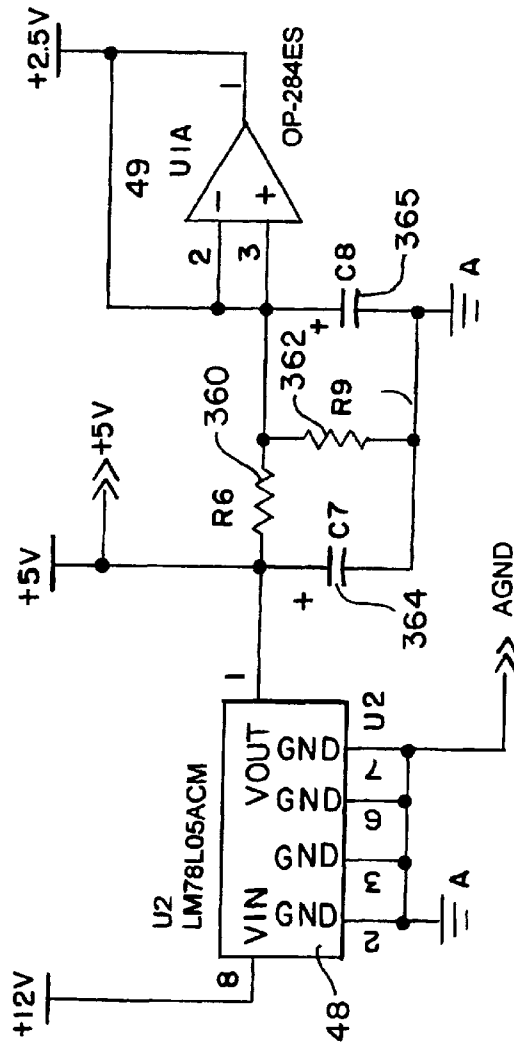 +12V
8
U2
LM78L05ACM
VIN
VOUT
GND
GND
GND
GND
2
3
6
7
U2
48
A
AGND
1
+5V
+5V
R6
360
+
C7
364
R9
362
+
C8
365
A
2
3
49
U1A
-
+
1
OP-284ES
+2.5V